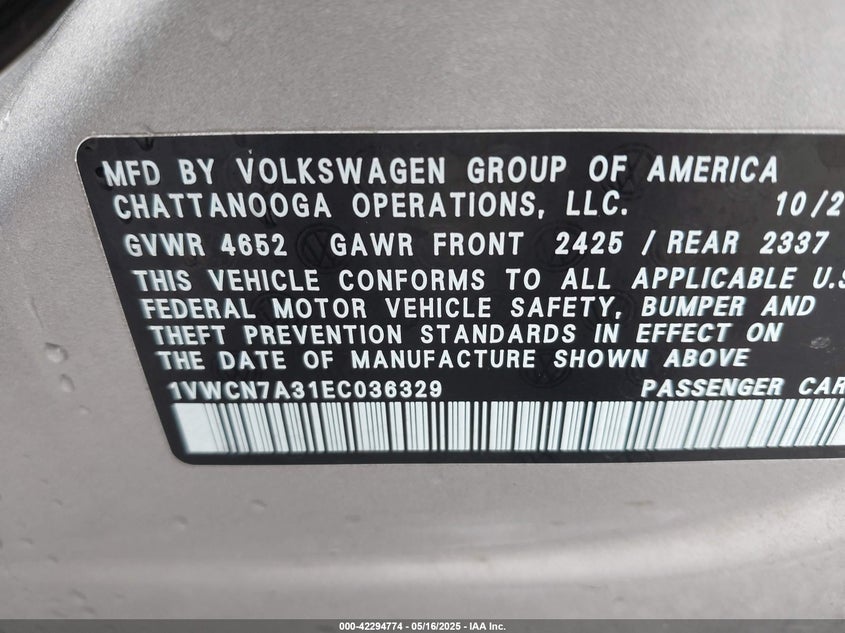 MFD BY VOLKSWAGEN GROUP OF AMERICA
CHATTANOOGA OPERATIONS, LLC. 10/2
GVWR 4652 GAWR FRONT 2425 / REAR 2337
THIS VEHICLE CONFORMS TO ALL APPLICABLE U.S
FEDERAL MOTOR VEHICLE SAFETY, BUMPER AND
THEFT PREVENTION STANDARDS IN EFFECT ON
THE DATE OF MANUFACTURE SHOWN ABOVE.
1VWCN7A31EC036329 PASSENGER CAR
000-42294774 - 05/16/2025 - IAA Inc.